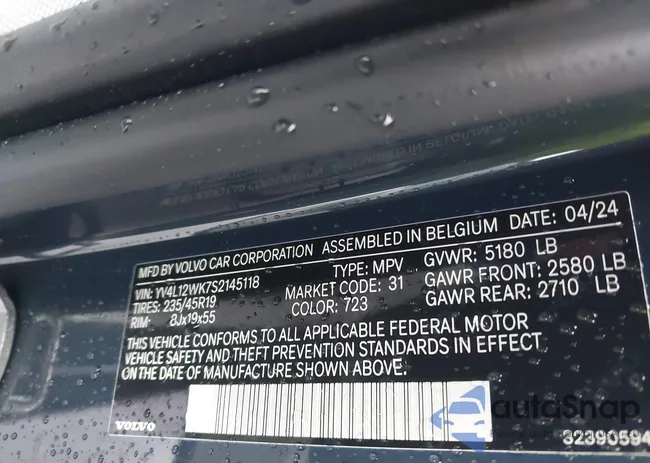 MFD BY VOLVO CAR CORPORATION ASSEMBLED IN BELGIUM DATE: 04/24
VIN: YV4L12WK7S2145118 TYPE: MPV GVWR: 5180 LB
TIRES: 235/45R19 MARKET CODE: 31 GAWR FRONT: 2580 LB
RIM: 8Jx19x55 COLOR: 723 GAWR REAR: 2710 LB
THIS VEHICLE CONFORMS TO ALL APPLICABLE FEDERAL MOTOR
VEHICLE SAFETY AND THEFT PREVENTION STANDARDS IN EFFECT
ON THE DATE OF MANUFACTURE SHOWN ABOVE.
VOLVO
autoSnap
32390594